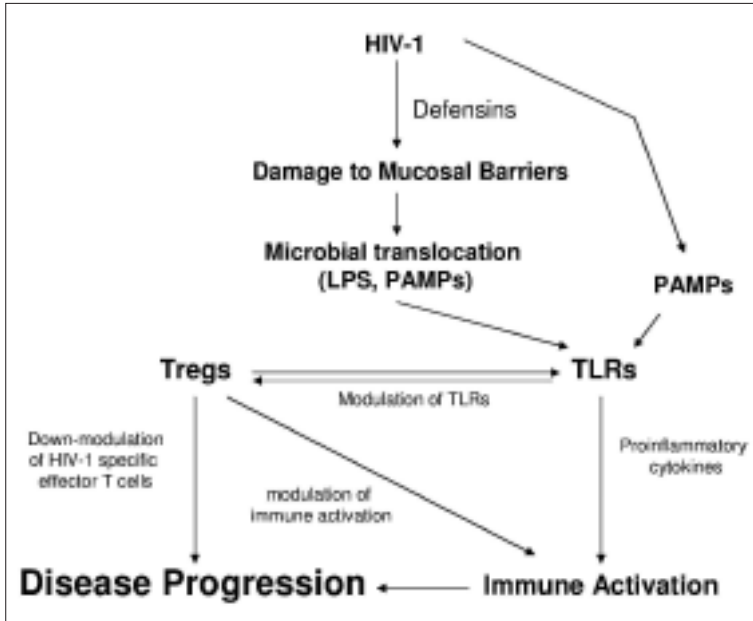 HIV-1
Defensins
Damage to Mucosal Barriers
Microbial translocation
(LPS, PAMPs)
PAMPs
Tregs
TLRs
Modulation of TLRs
Down-modulation
of HIV-1 specific
effector T cells
Proinflammatory
cytokines
modulation of
immune activation
Disease Progression
Immune Activation